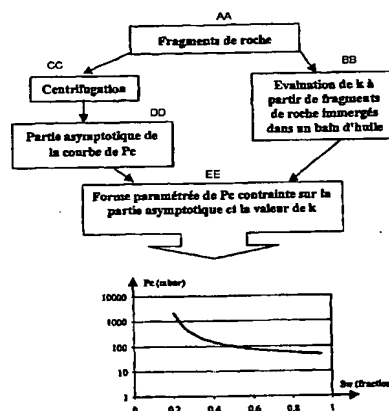 AA
Fragments de roche
CC
Centrifugation
BB
Evaluation de k à
partir de fragments
de roche immergés
dans un bain d'huile
DD
Partie asymptotique de
la courbe de Pc
EE
Forme paramétrée de Pc contrainte sur la
partie asymptotique et la valeur de k
Pc (mbar)
10000
1000
100
10
1
0
0.2
0.4
0.6
0.8
1
Sw (fraction